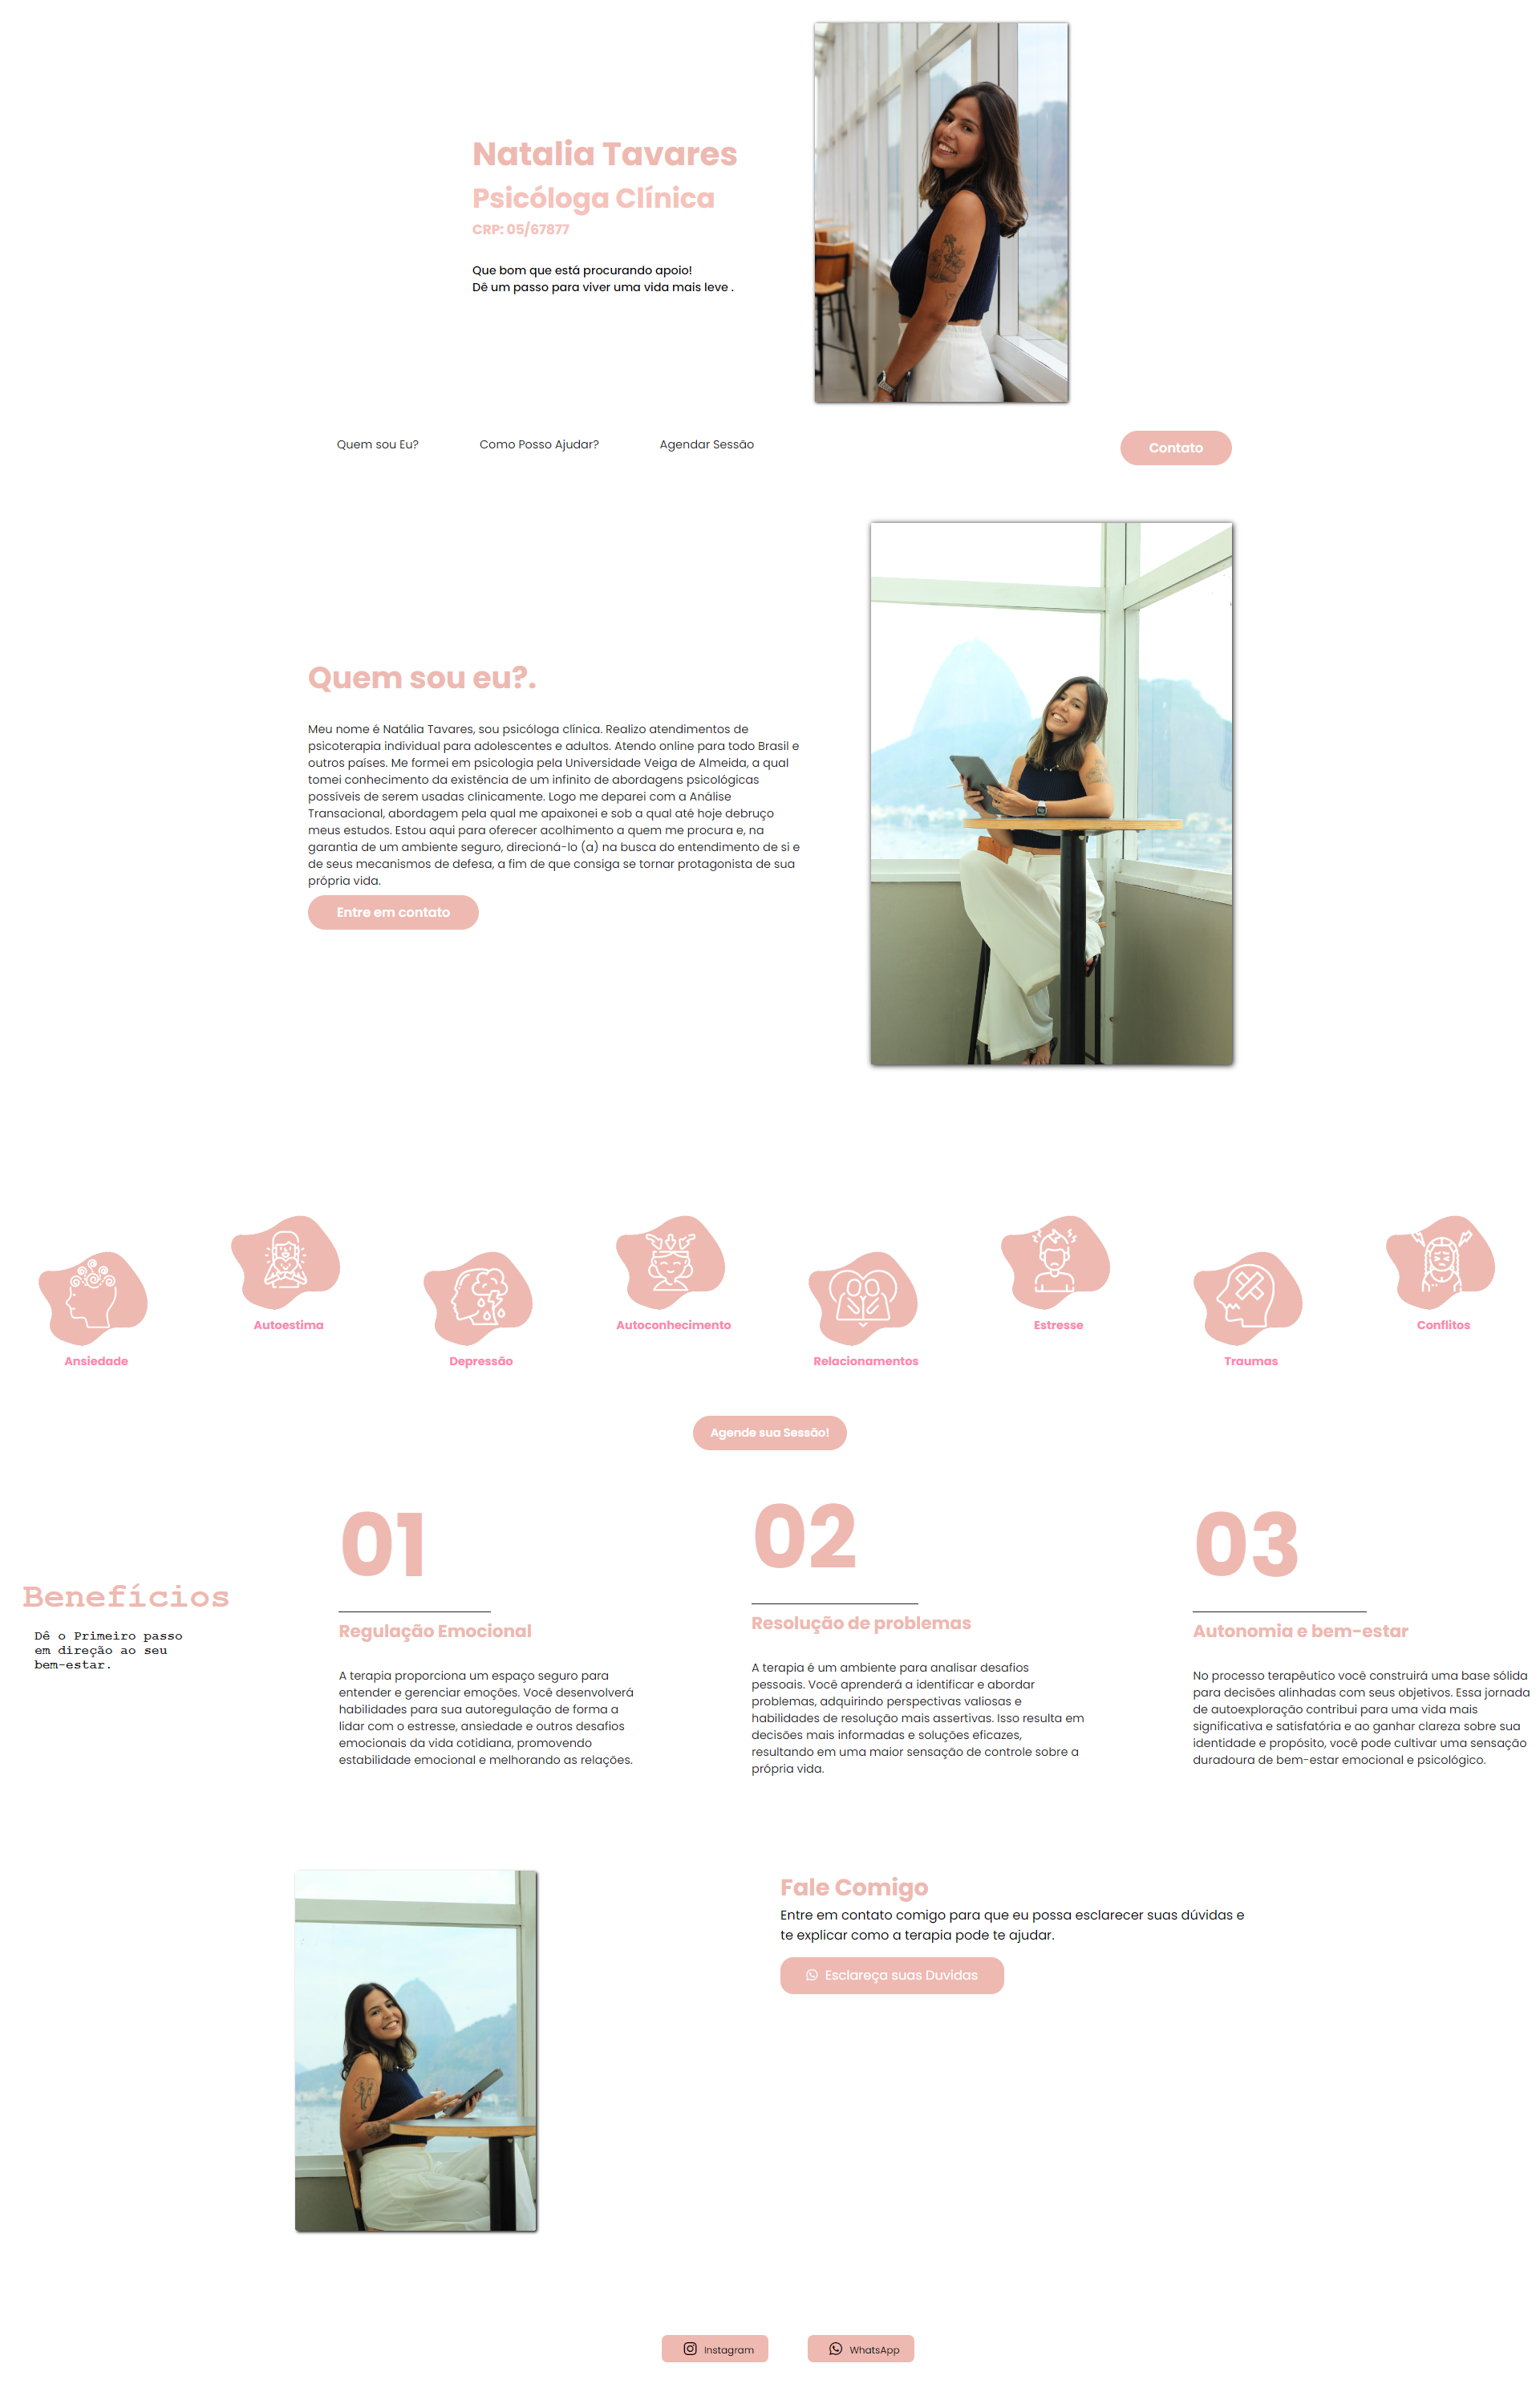 Natalia Tavares
Psicóloga Clínica
CRP: 05/67877
Que bom que está procurando apoio!
Dê um passo para viver uma vida mais leve .
Quem sou Eu?
Como Posso Ajudar?
Agendar Sessão
Contato
Quem sou eu?.
Meu nome é Natália Tavares, sou psicóloga clínica. Realizo atendimentos de
psicoterapia individual para adolescentes e adultos. Atendo online para todo Brasil e
outros países. Me formei em psicologia pela Universidade Veiga de Almeida, a qual
tomei conhecimento da existência de um infinito de abordagens psicológicas
possíveis de serem usadas clinicamente. Logo me deparei com a Análise
Transacional, abordagem pela qual me apaixonei e sob a qual até hoje debruço
meus estudos. Estou aqui para oferecer acolhimento a quem me procura e, na
garantia de um ambiente seguro, direcioná-lo (a) na busca do entendimento de si e
de seus mecanismos de defesa, a fim de que consiga se tornar protagonista de sua
própria vida.
Entre em contato
Ansiedade
Autoestima
Depressão
Autoconhecimento
Relacionamentos
Estresse
Traumas
Conflitos
Agende sua Sessão!
Benefícios
Dê o Primeiro passo
em direção ao seu
bem-estar.
01
Regulação Emocional
A terapia proporciona um espaço seguro para
entender e gerenciar emoções. Você desenvolverá
habilidades para sua autoregulação de forma a
lidar com o estresse, ansiedade e outros desafios
emocionais da vida cotidiana, promovendo
estabilidade emocional e melhorando as relações.
02
Resolução de problemas
A terapia é um ambiente para analisar desafios
pessoais. Você aprenderá a identificar e abordar
problemas, adquirindo perspectivas valiosas e
habilidades de resolução mais assertivas. Isso resulta em
decisões mais informadas e soluções eficazes,
resultando em uma maior sensação de controle sobre a
própria vida.
03
Autonomia e bem-estar
No processo terapêutico você construirá uma base sólida
para decisões alinhadas com seus objetivos. Essa jornada
de autoexploração contribui para uma vida mais
significativa e satisfatória e ao ganhar clareza sobre sua
identidade e propósito, você pode cultivar uma sensação
duradoura de bem-estar emocional e psicológico.
Fale Comigo
Entre em contato comigo para que eu possa esclarecer suas dúvidas e
te explicar como a terapia pode te ajudar.
Esclareça suas Duvidas
Instagram
WhatsApp